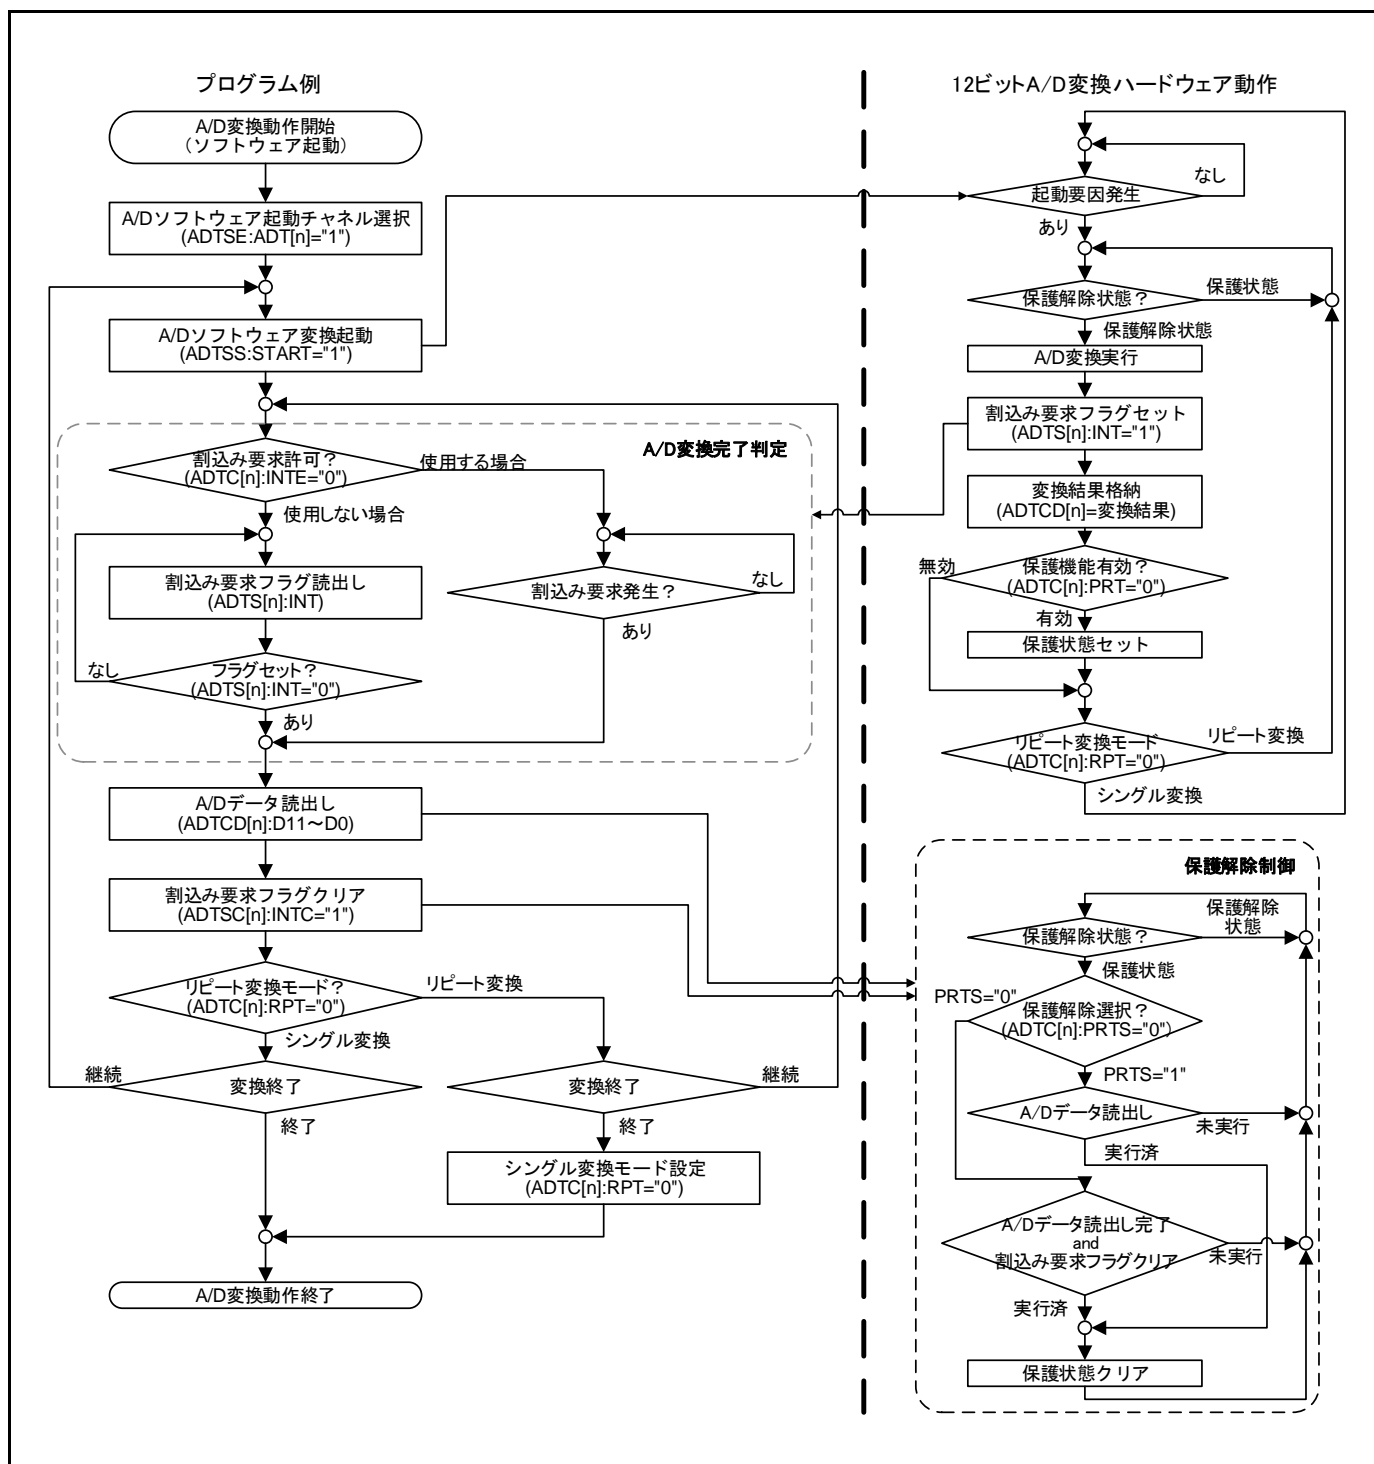 プログラム例
A/D変換動作開始
（ソフトウェア起動）
A/Dソフトウェア起動チャネル選択
(ADTSE:ADT[n]="1")
A/Dソフトウェア変換起動
(ADTSS:START="1")
A/D変換完了判定
割込み要求許可？
(ADTC[n]:INTE="0")
使用する場合
使用しない場合
割込み要求フラグ読出し
(ADTS[n]:INT)
割込み要求発生？
なし
あり
フラグセット？
(ADTS[n]:INT="0")
なし
あり
A/Dデータ読出し
(ADTCD[n]:D11～D0)
割込み要求フラグクリア
(ADTSC[n]:INTC="1")
リピート変換モード？
(ADTC[n]:RPT="0")
リピート変換
シングル変換
継続
変換終了
終了
変換終了
継続
終了
シングル変換モード設定
(ADTC[n]:RPT="0")
A/D変換動作終了
12ビットA/D変換ハードウェア動作
起動要因発生
なし
あり
保護解除状態？
保護状態
保護解除状態
A/D変換実行
割込み要求フラグセット
(ADTS[n]:INT="1")
変換結果格納
(ADTCD[n]=変換結果)
保護機能有効？
(ADTC[n]:PRT="0")
無効
有効
保護状態セット
リピート変換モード
(ADTC[n]:RPT="0")
リピート変換
シングル変換
保護解除制御
保護解除状態？
保護解除
状態
保護状態
PRTS="0"
保護解除選択？
(ADTC[n]:PRTS="0")
PRTS="1"
A/Dデータ読出し
未実行
実行済
A/Dデータ読出し完了
and
割込み要求フラグクリア
未実行
実行済
保護状態クリア